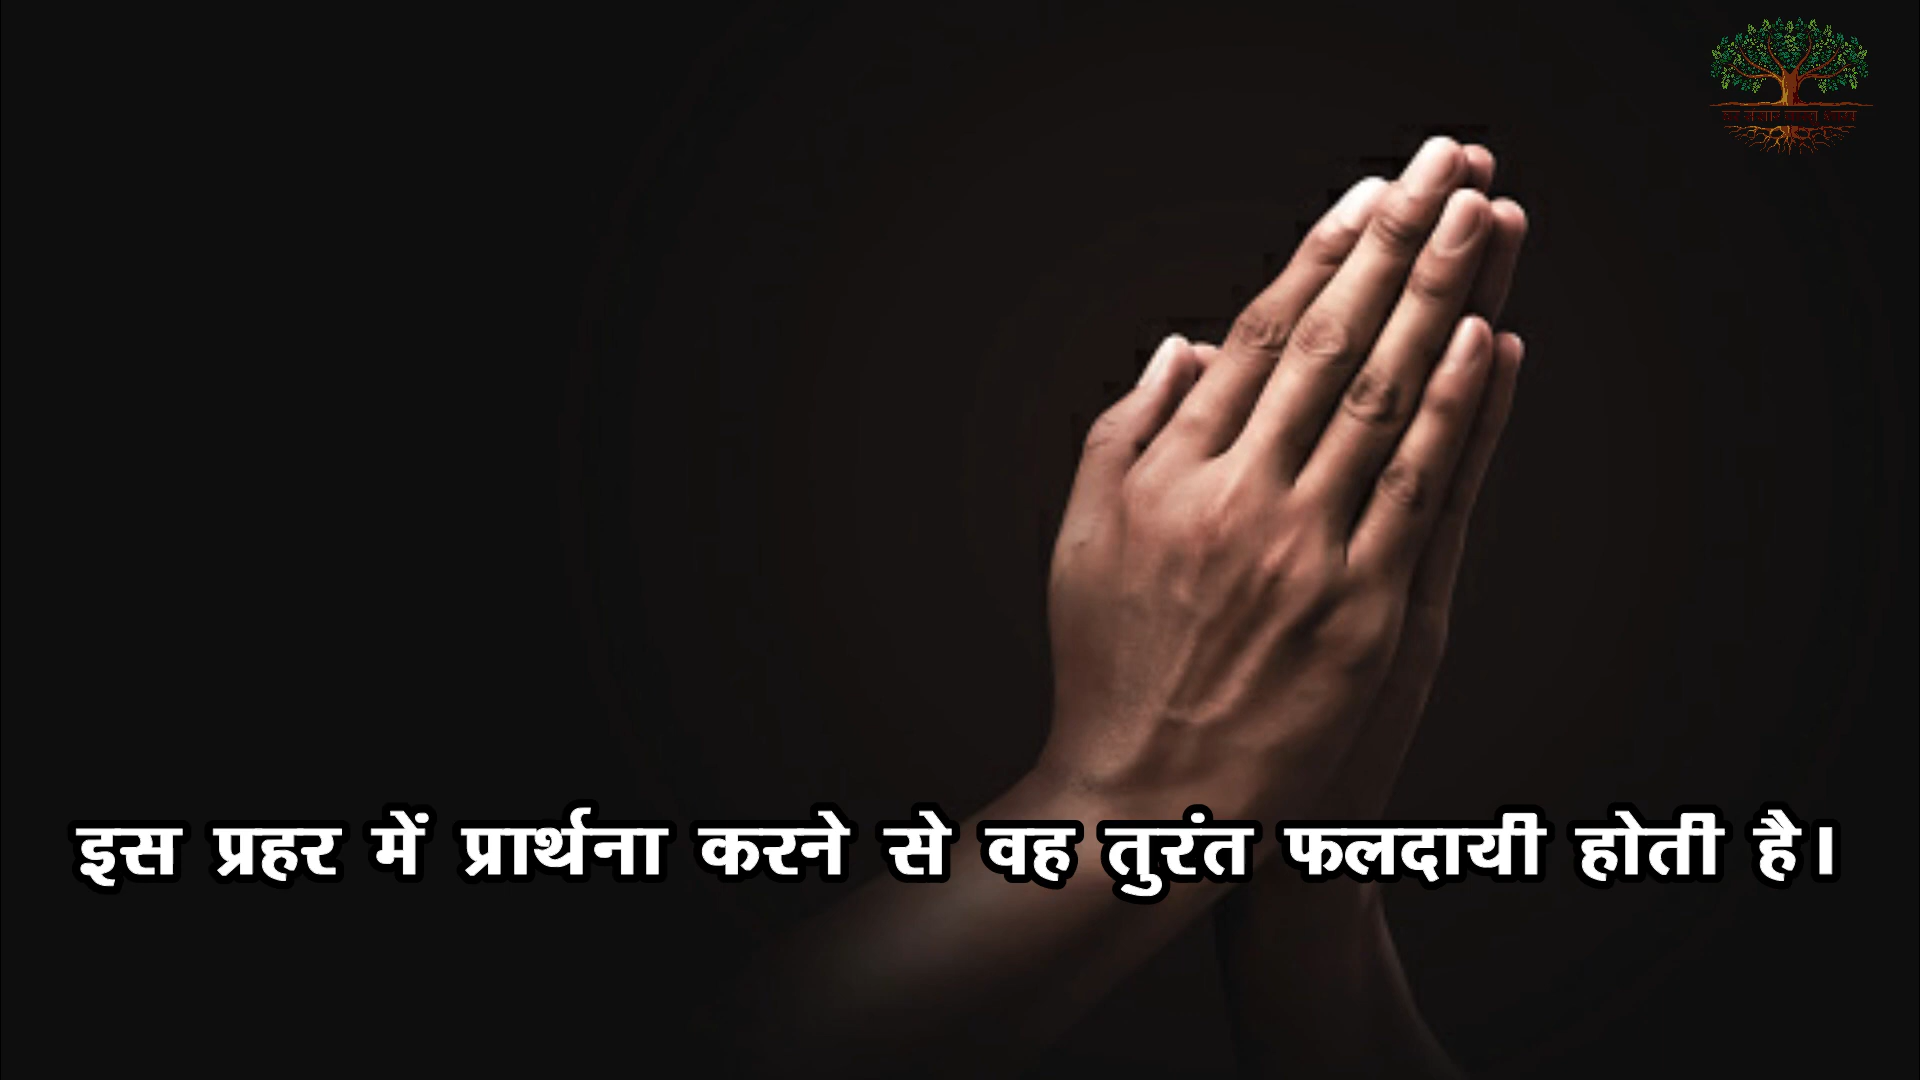 इस प्रहर में प्रार्थना करने से वह तुरंत फलदायी होती है।